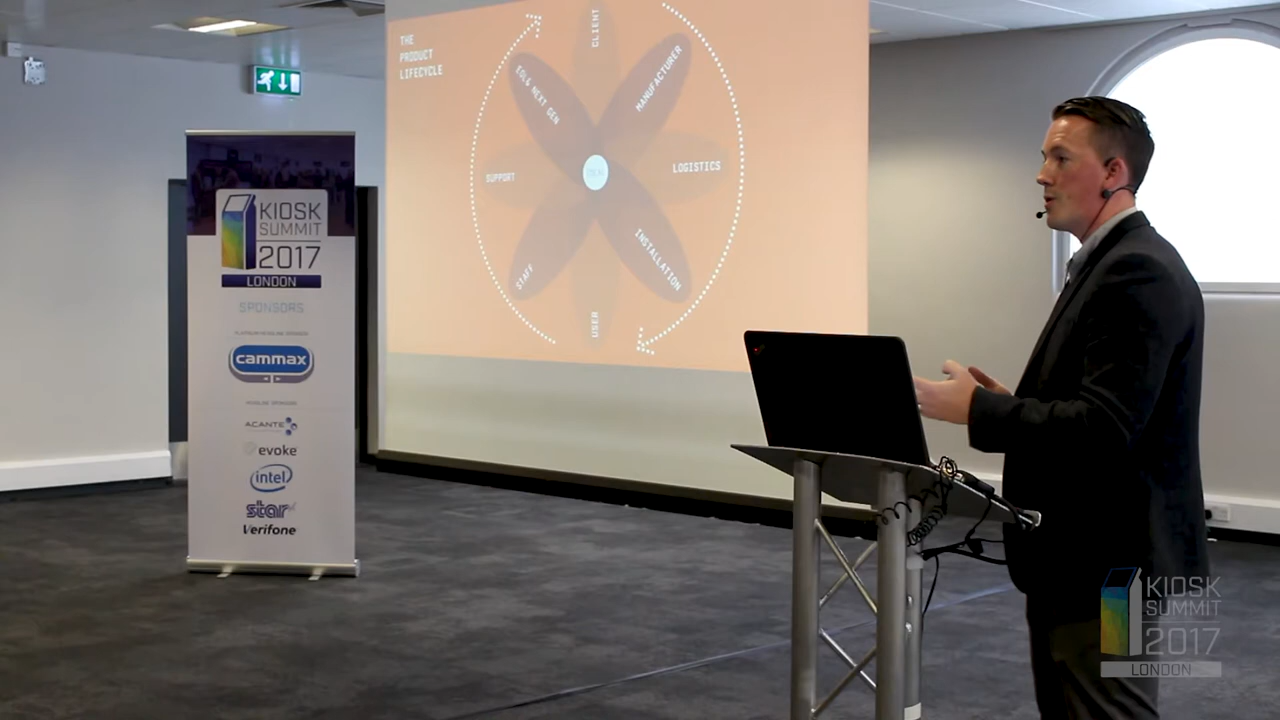 THE
PRODUCT
LIFECYCLE
CLIENT
MANUFACTURER
LOGISTICS
INSTALLATION
USER
STAFF
SUPPORT
EOL & NEXT GEN
KIOSK
SUMMIT
2017
LONDON
SPONSORS
cammax
ACANTE
evoke
intel
star
Verifone
KIOSK
SUMMIT
2017
LONDON